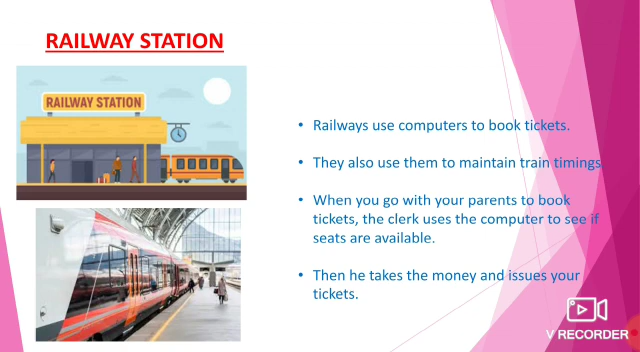 RAILWAY STATION
RAILWAY STATION
• Railways use computers to book tickets.
• They also use them to maintain train timings
• When you go with your parents to book
tickets, the clerk uses the computer to see if
seats are available.
• Then he takes the money and issues your
tickets.
V RECORDER